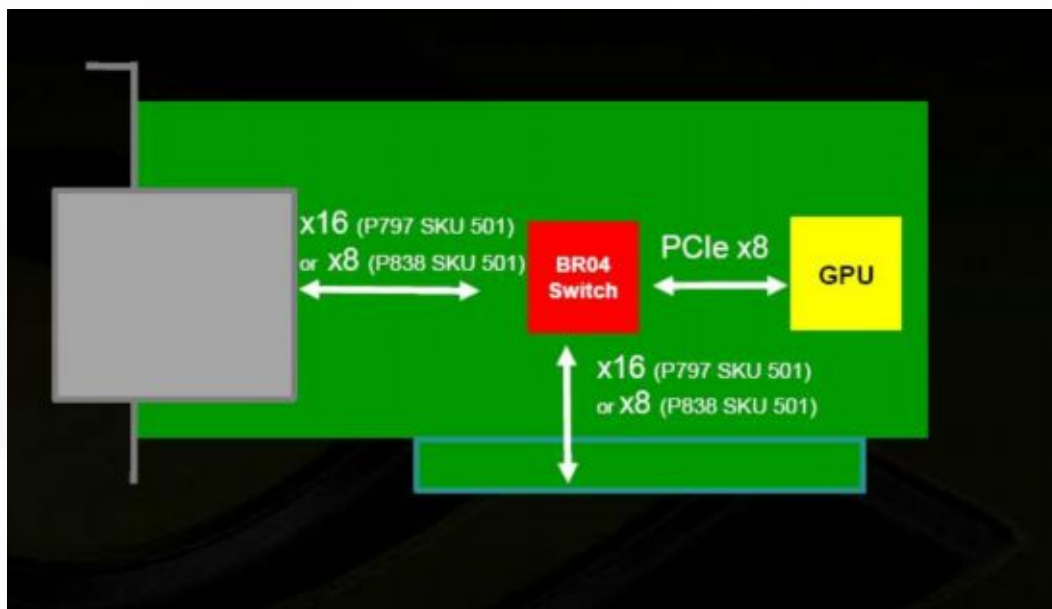 x16 (P797 SKU 501)
or x8 (P838 SKU 501)
BR04
Switch
PCIe x8
GPU
x16 (P797 SKU 501)
or x8 (P838 SKU 501)